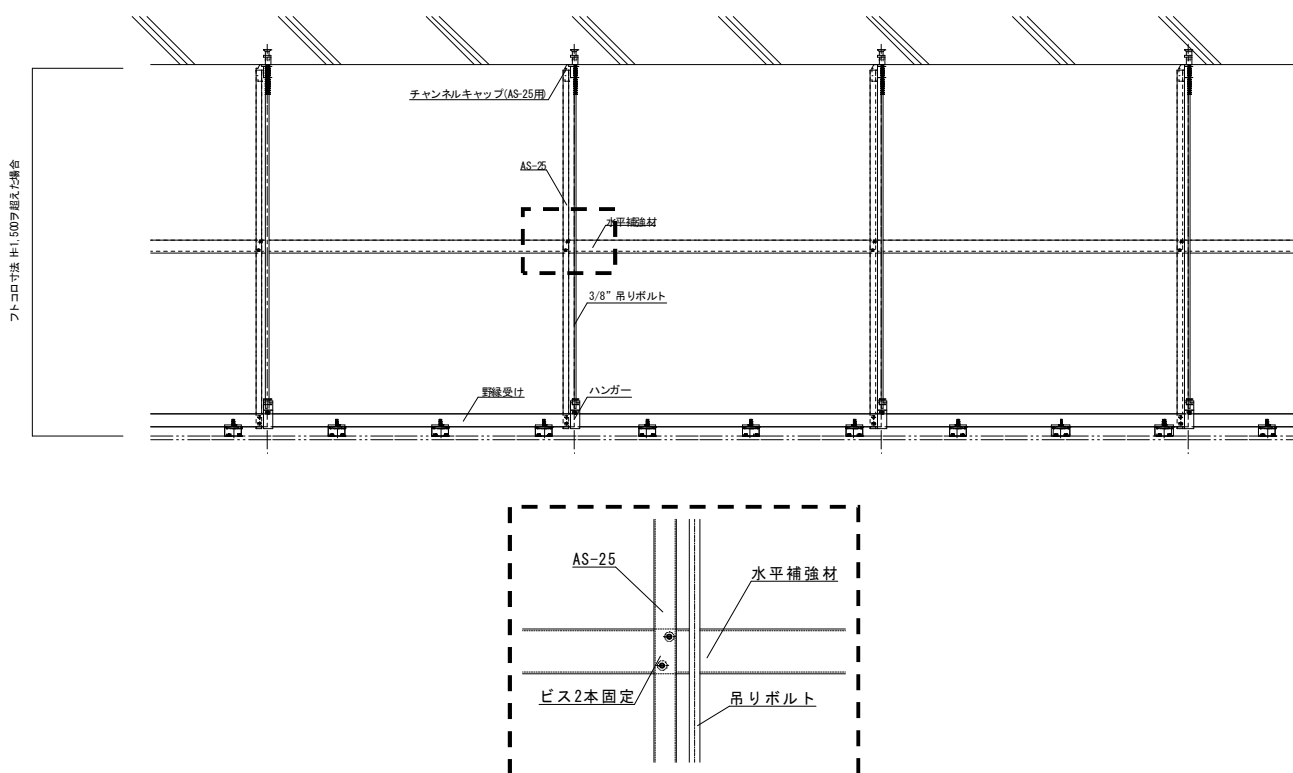 チャンネルキャップ(AS-25用)
AS-25
水平補強材
フトコロ寸法 H=1,500ヲ超えた場合
3/8" 吊りボルト
野縁受け
ハンガー
AS-25
水平補強材
ビス2本固定
吊りボルト